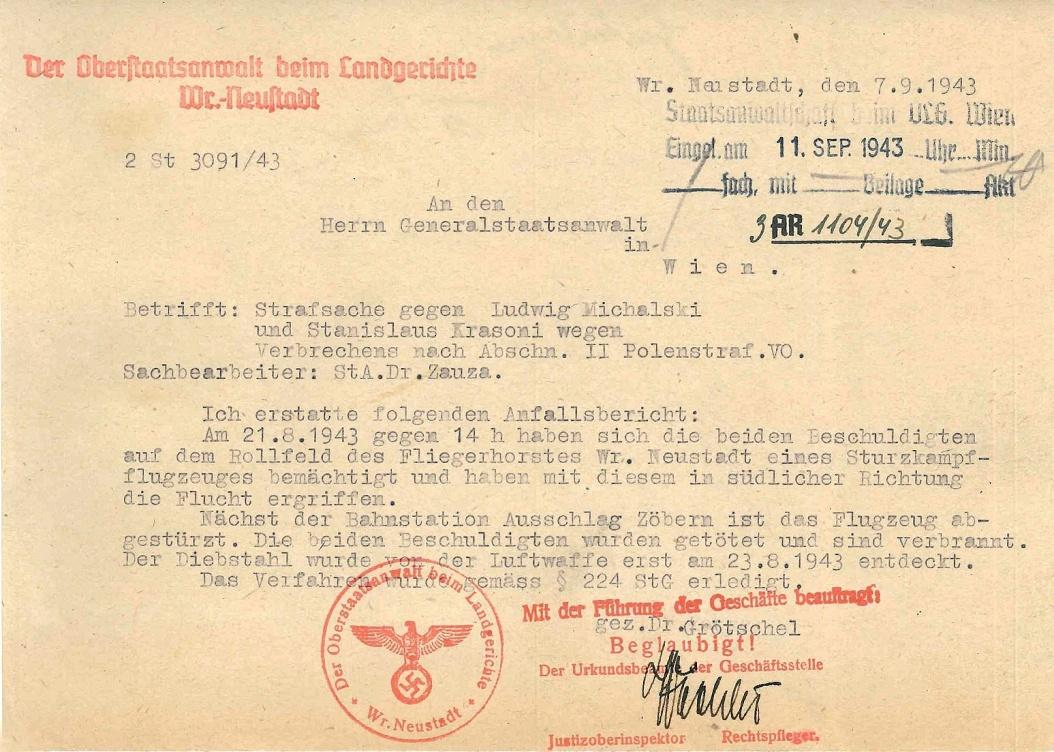 Der Oberstaatsanwalt beim Landgerichte
Wr.-Neustadt
Wr. Neustadt, den 7.9.1943
Staatsanwaltschaft beim OLG. Wien
Eingel. am 11. SEP. 1943 Uhr Min.
fach, mit Beilage Akt
3 AR 1104/43
2 St 3091/43
An den
Herrn Generalstaatsanwalt
in
Wien.
Betrifft: Strafsache gegen Ludwig Michalski
und Stanislaus Krasoni wegen
Verbrechens nach Abschn. II Polenstraf.VO.
Sachbearbeiter: StA.Dr.Zauza.
Ich erstatte folgenden Anfallsbericht:
Am 21.8.1943 gegen 14 h haben sich die beiden Beschuldigten
auf dem Rollfeld des Fliegerhorstes Wr. Neustadt eines Sturzkampf-
flugzeuges bemächtigt und haben mit diesem in südlicher Richtung
die Flucht ergriffen.
Nächst der Bahnstation Ausschlag Zöbern ist das Flugzeug ab-
gestürzt. Die beiden Beschuldigten wurden getötet und sind verbrannt.
Der Diebstahl wurde von der Luftwaffe erst am 23.8.1943 entdeckt.
Das Verfahren wurde gemäss § 224 StG erledigt.
Mit der Führung der Geschäfte beauftragt:
gez.Dr.Grötschel
Beglaubigt!
Der Urkundsbeamte der Geschäftsstelle
Justizoberinspektor Rechtspfleger.
Der Oberstaatsanwalt beim Landgerichte
Wr. Neustadt